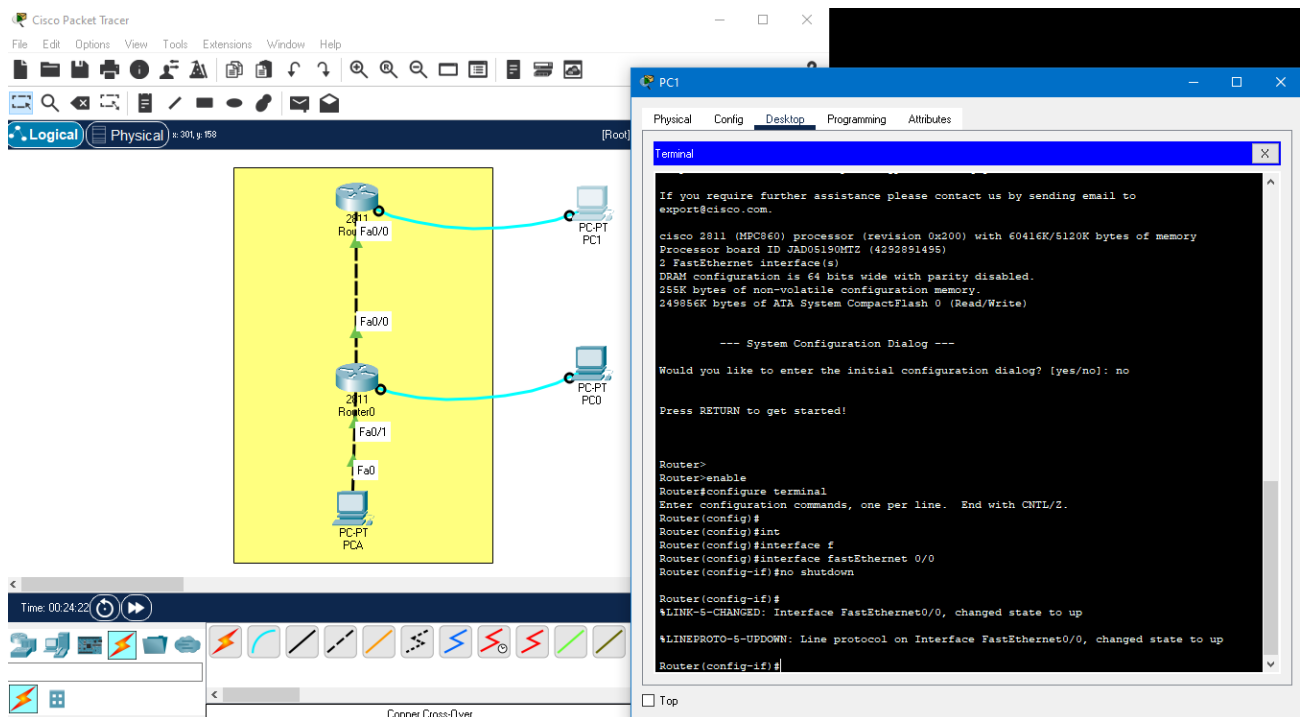 Cisco Packet Tracer
File Edit Options View Tools Extensions Window Help
Logical
Physical
x: 301, y: 158
[Root]
2811
Fa0/0
PC-PT
PC1
Fa0/0
2811
Router0
PC-PT
PC0
Fa0/1
Fa0
PC-PT
PCA
Time: 00:24:22
Copper Cross-Over
PC1
Physical Config Desktop Programming Attributes
Terminal
X
If you require further assistance please contact us by sending email to
export@cisco.com.
cisco 2811 (MPC860) processor (revision 0x200) with 60416K/5120K bytes of memory
Processor board ID JAD05190MTZ (4292891495)
2 FastEthernet interface(s)
DRAM configuration is 64 bits wide with parity disabled.
255K bytes of non-volatile configuration memory.
249856K bytes of ATA System CompactFlash 0 (Read/Write)
--- System Configuration Dialog ---
Would you like to enter the initial configuration dialog? [yes/no]: no
Press RETURN to get started!
Router>
Router>enable
Router#configure terminal
Enter configuration commands, one per line. End with CNTL/Z.
Router(config)#
Router(config)#int
Router(config)#interface f
Router(config)#interface fastEthernet 0/0
Router(config-if)#no shutdown
Router(config-if)#
%LINK-5-CHANGED: Interface FastEthernet0/0, changed state to up
%LINEPROTO-5-UPDOWN: Line protocol on Interface FastEthernet0/0, changed state to up
Router(config-if)#
Top